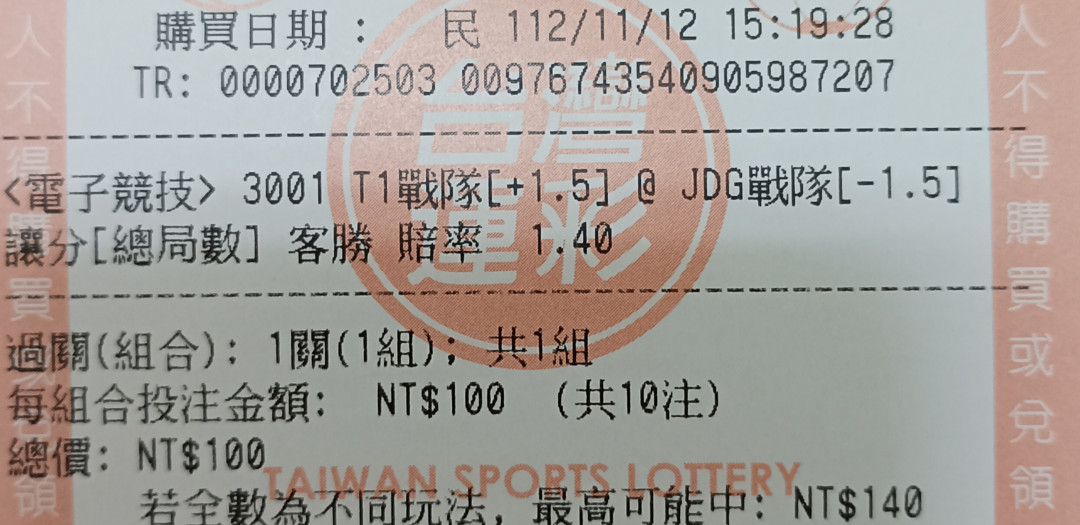 購買日期 : 民 112/11/12 15:19:28
TR: 0000702503 00976743540905987207
<電子競技> 3001 T1戰隊[+1.5] @ JDG戰隊[-1.5]
讓分[總局數] 客勝 賠率 1.40
過關(組合): 1關(1組); 共1組
每組合投注金額: NT$100 (共10注)
總價: NT$100
若全數為不同玩法, 最高可能中: NT$140
台灣
運彩
TAIWAN SPORTS LOTTERY
人不得購買或兌領
人不得購買或兌領